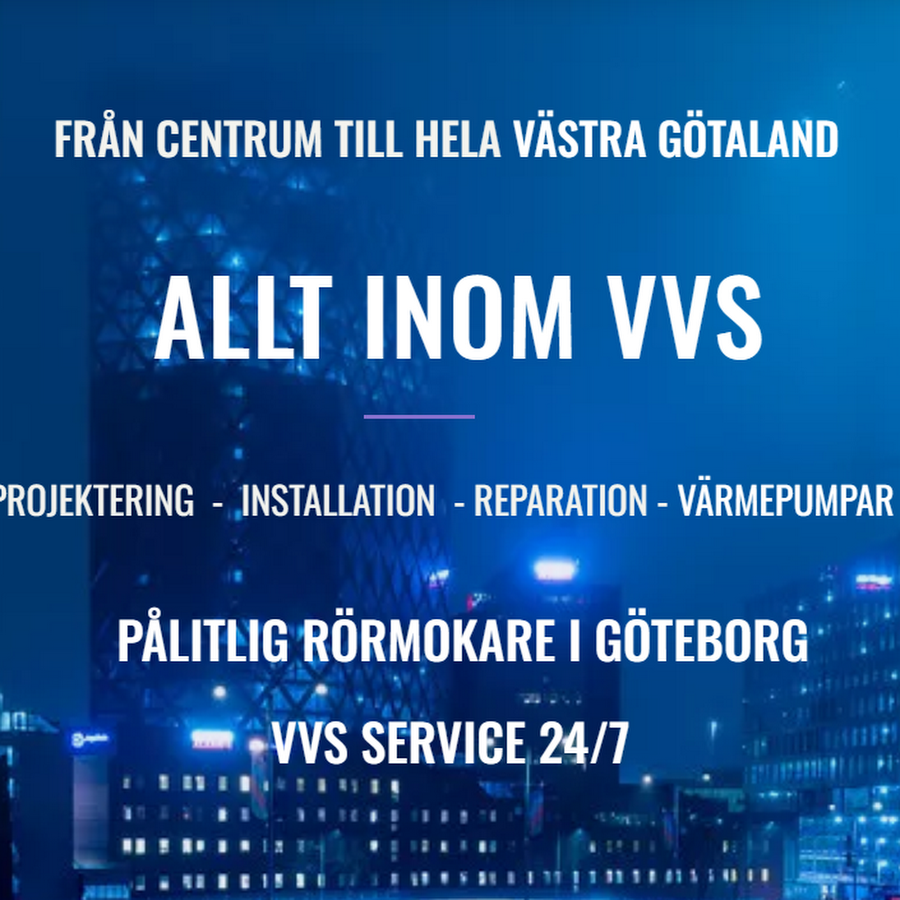 FRÅN CENTRUM TILL HELA VÄSTRA GÖTALAND
ALLT INOM VVS
PROJEKTERING - INSTALLATION - REPARATION - VÄRMEPUMPAR
PÅLITLIG RÖRMOKARE I GÖTEBORG
VVS SERVICE 24/7